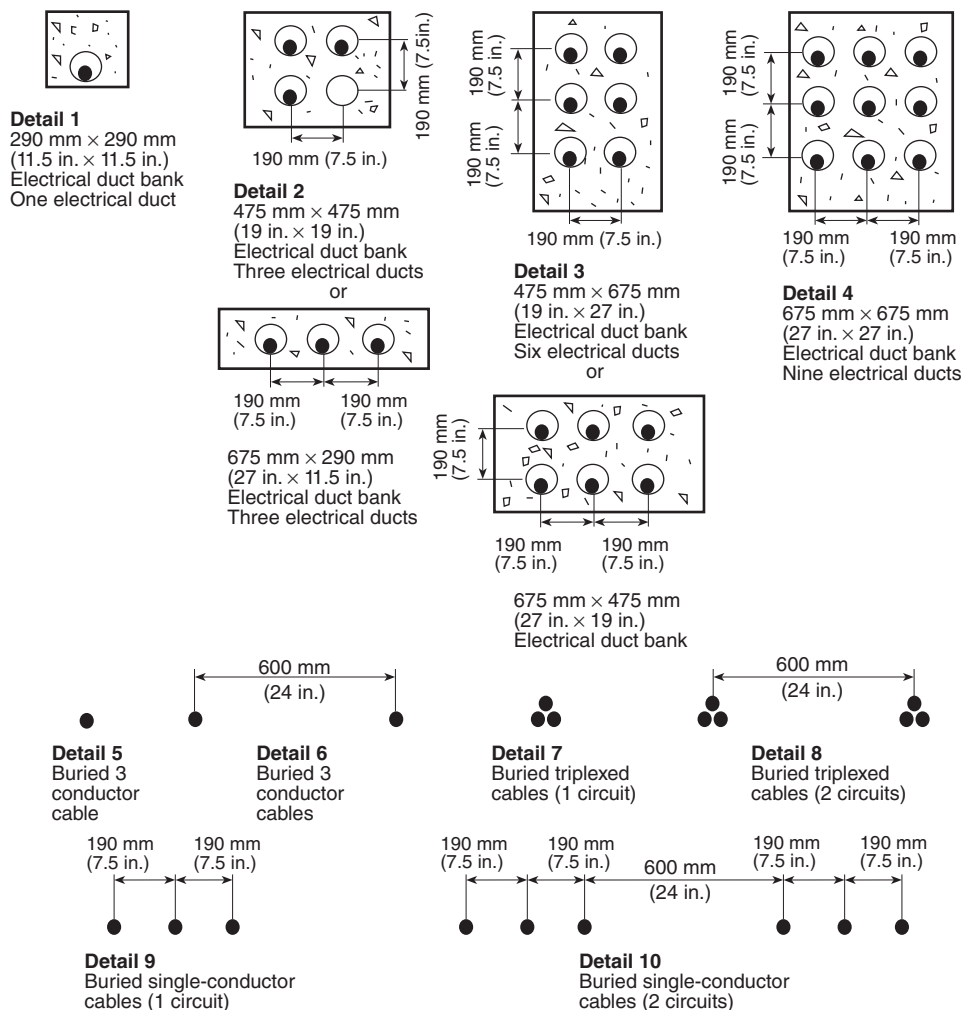 Detail 1
290 mm × 290 mm
(11.5 in. × 11.5 in.)
Electrical duct bank
One electrical duct
190 mm (7.5in.)
190 mm (7.5 in.)
Detail 2
475 mm × 475 mm
(19 in. × 19 in.)
Electrical duct bank
Three electrical ducts
or
190 mm
(7.5 in.)
190 mm
(7.5 in.)
675 mm × 290 mm
(27 in. × 11.5 in.)
Electrical duct bank
Three electrical ducts
190 mm
(7.5 in.)
190 mm
(7.5 in.)
190 mm (7.5 in.)
Detail 3
475 mm × 675 mm
(19 in. × 27 in.)
Electrical duct bank
Six electrical ducts
or
190 mm
(7.5 in.)
190 mm
(7.5 in.)
190 mm
(7.5 in.)
675 mm × 475 mm
(27 in. × 19 in.)
Electrical duct bank
190 mm
(7.5 in.)
190 mm
(7.5 in.)
190 mm
(7.5 in.)
190 mm
(7.5 in.)
Detail 4
675 mm × 675 mm
(27 in. × 27 in.)
Electrical duct bank
Nine electrical ducts
Detail 5
Buried 3
conductor
cable
600 mm
(24 in.)
Detail 6
Buried 3
conductor
cables
Detail 7
Buried triplexed
cables (1 circuit)
600 mm
(24 in.)
Detail 8
Buried triplexed
cables (2 circuits)
190 mm
(7.5 in.)
190 mm
(7.5 in.)
Detail 9
Buried single-conductor
cables (1 circuit)
190 mm
(7.5 in.)
190 mm
(7.5 in.)
600 mm
(24 in.)
190 mm
(7.5 in.)
190 mm
(7.5 in.)
Detail 10
Buried single-conductor
cables (2 circuits)